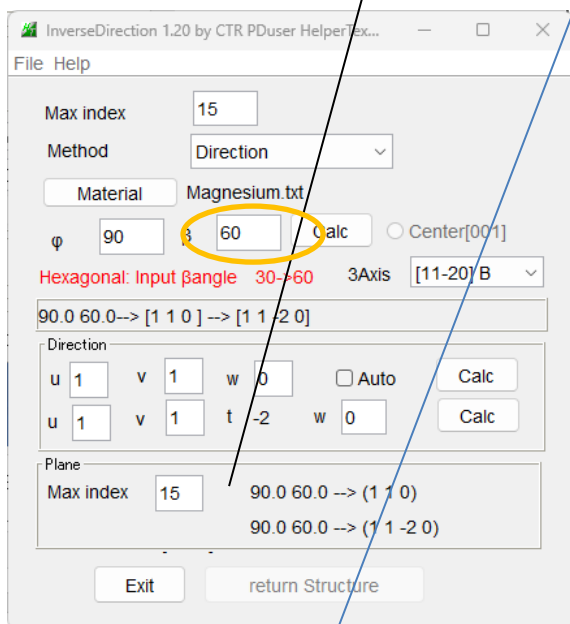 InverseDirection 1.20 by CTR PDuser HelperTex...
File Help
Max index 15
Method Direction
Material Magnesium.txt
φ 90 β 60 Calc Center[001]
Hexagonal: Input βangle 30->60 3Axis [11-20] B
90.0 60.0--> [1 1 0 ] --> [1 1 -2 0]
Direction
u 1 v 1 w 0 Auto Calc
u 1 v 1 t -2 w 0 Calc
Plane
Max index 15 90.0 60.0 --> (1 1 0)
90.0 60.0 --> (1 1 -2 0)
Exit return Structure